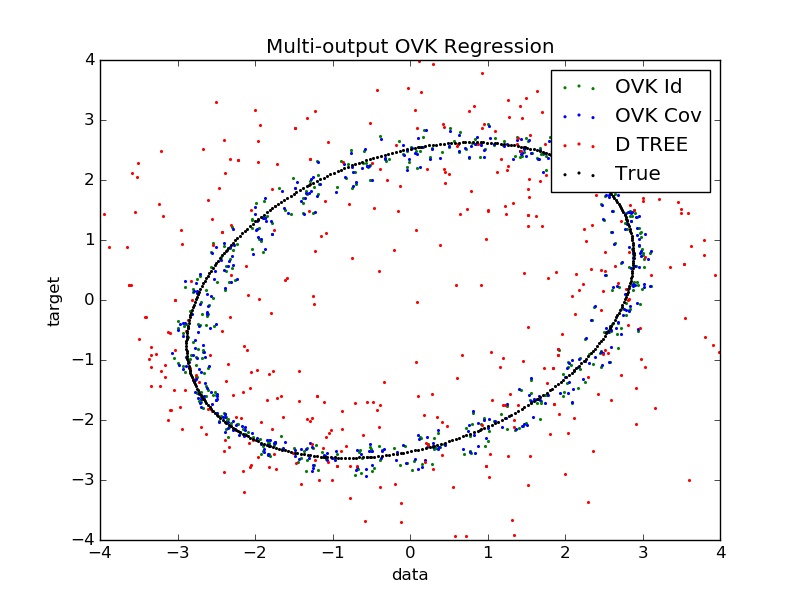 Multi-output OVK Regression
OVK Id
OVK Cov
D TREE
True
target
4
3
2
1
0
−1
−2
−3
−4
−4 −3 −2 −1 0 1 2 3 4
data